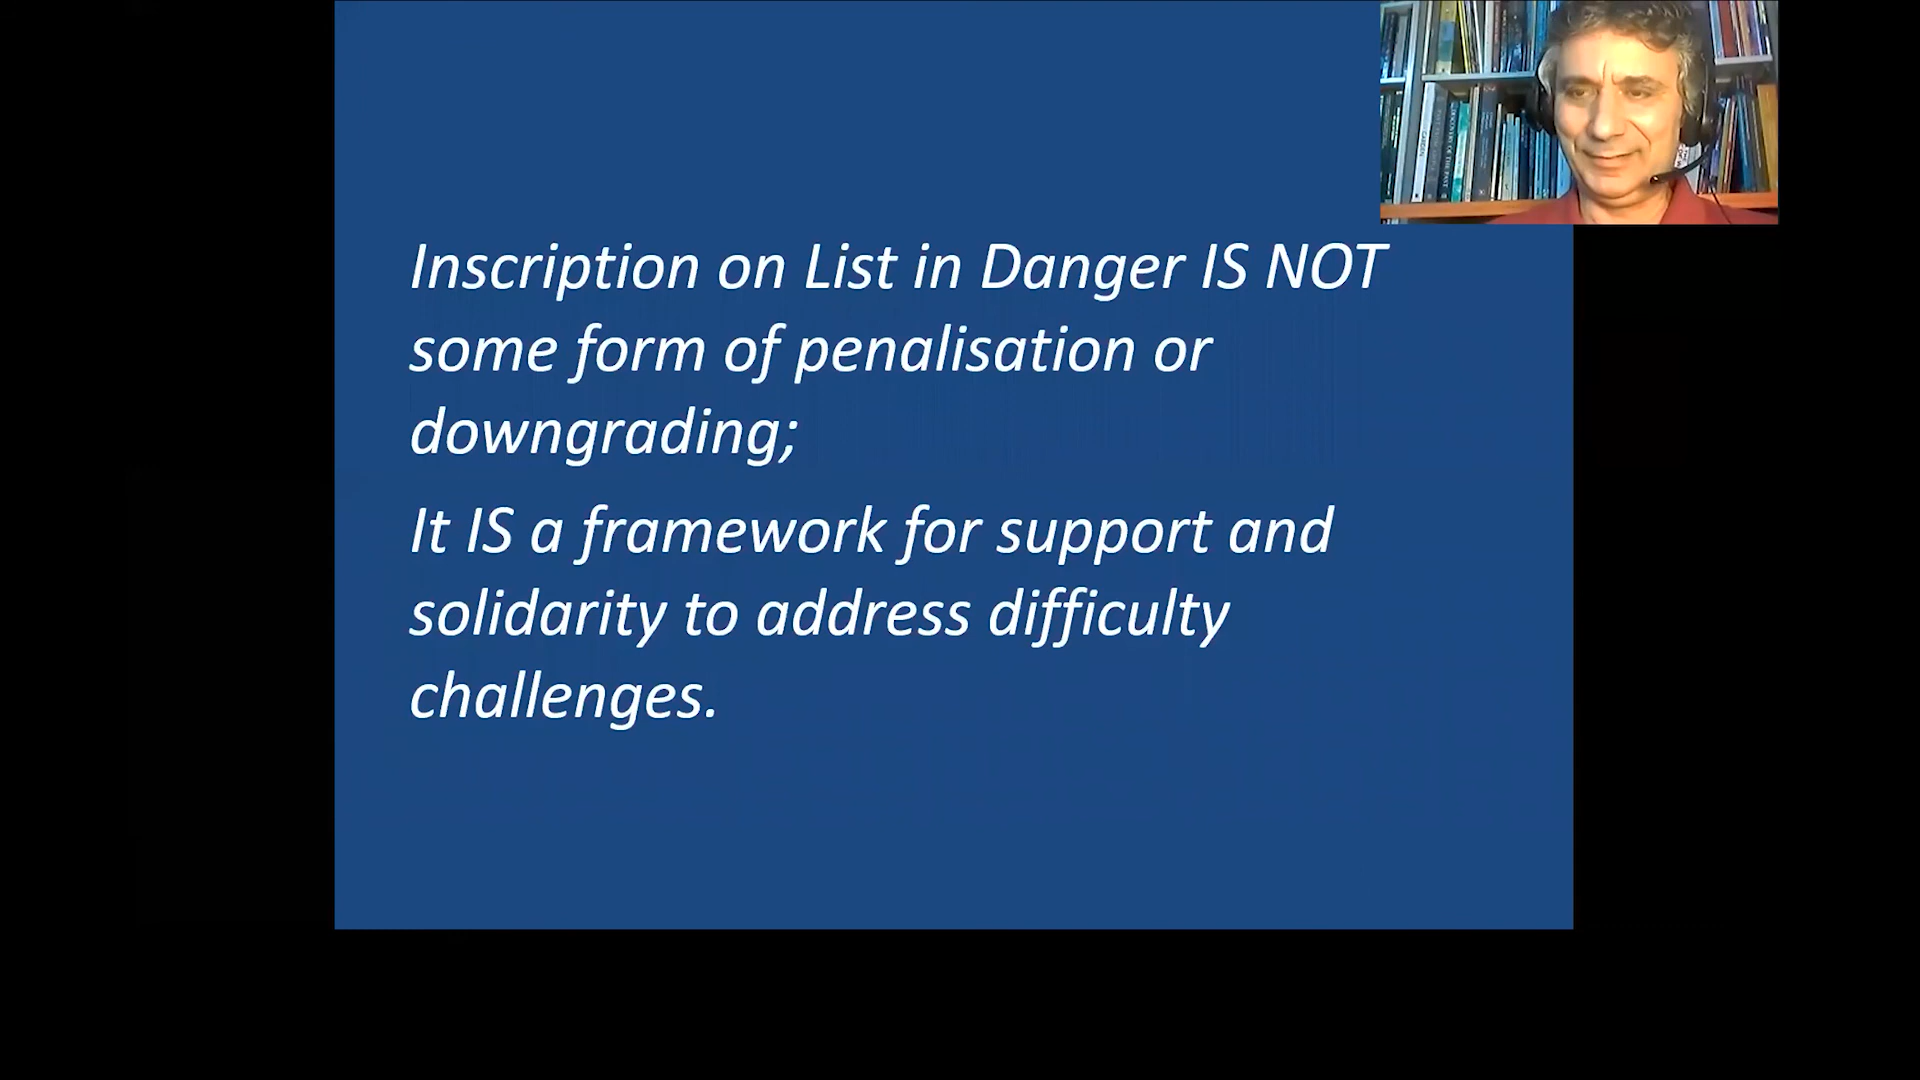 Inscription on List in Danger IS NOT
some form of penalisation or
downgrading;
It IS a framework for support and
solidarity to address difficulty
challenges.